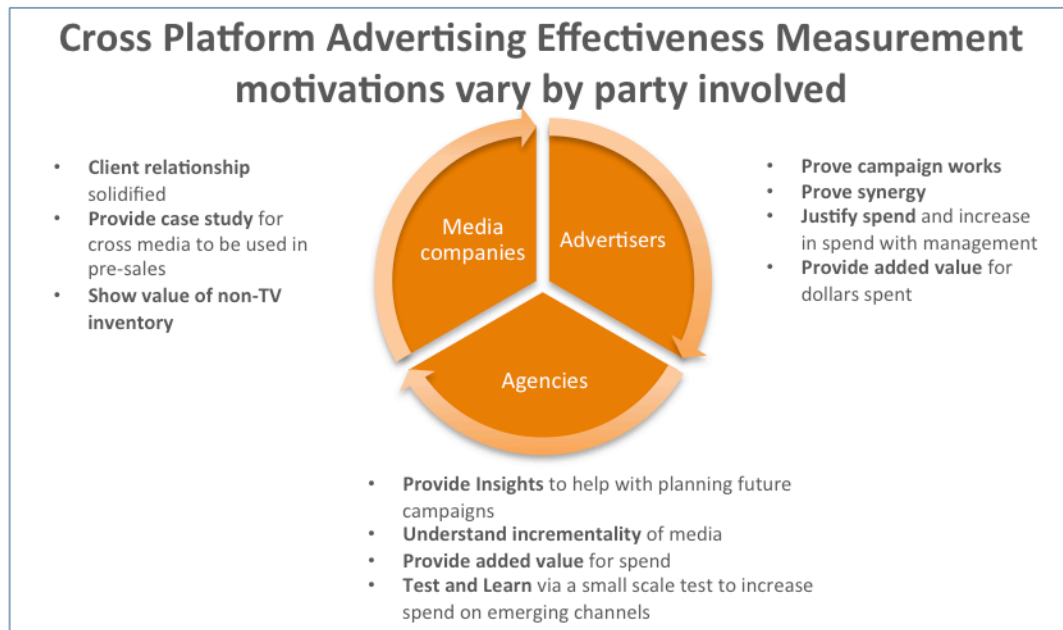 Cross Platform Advertising Effectiveness Measurement
motivations vary by party involved
• Client relationship
solidified
• Provide case study for
cross media to be used in
pre-sales
• Show value of non-TV
inventory
Media
companies
Advertisers
Agencies
• Prove campaign works
• Prove synergy
• Justify spend and increase
in spend with management
• Provide added value for
dollars spent
• Provide Insights to help with planning future
campaigns
• Understand incrementality of media
• Provide added value for spend
• Test and Learn via a small scale test to increase
spend on emerging channels